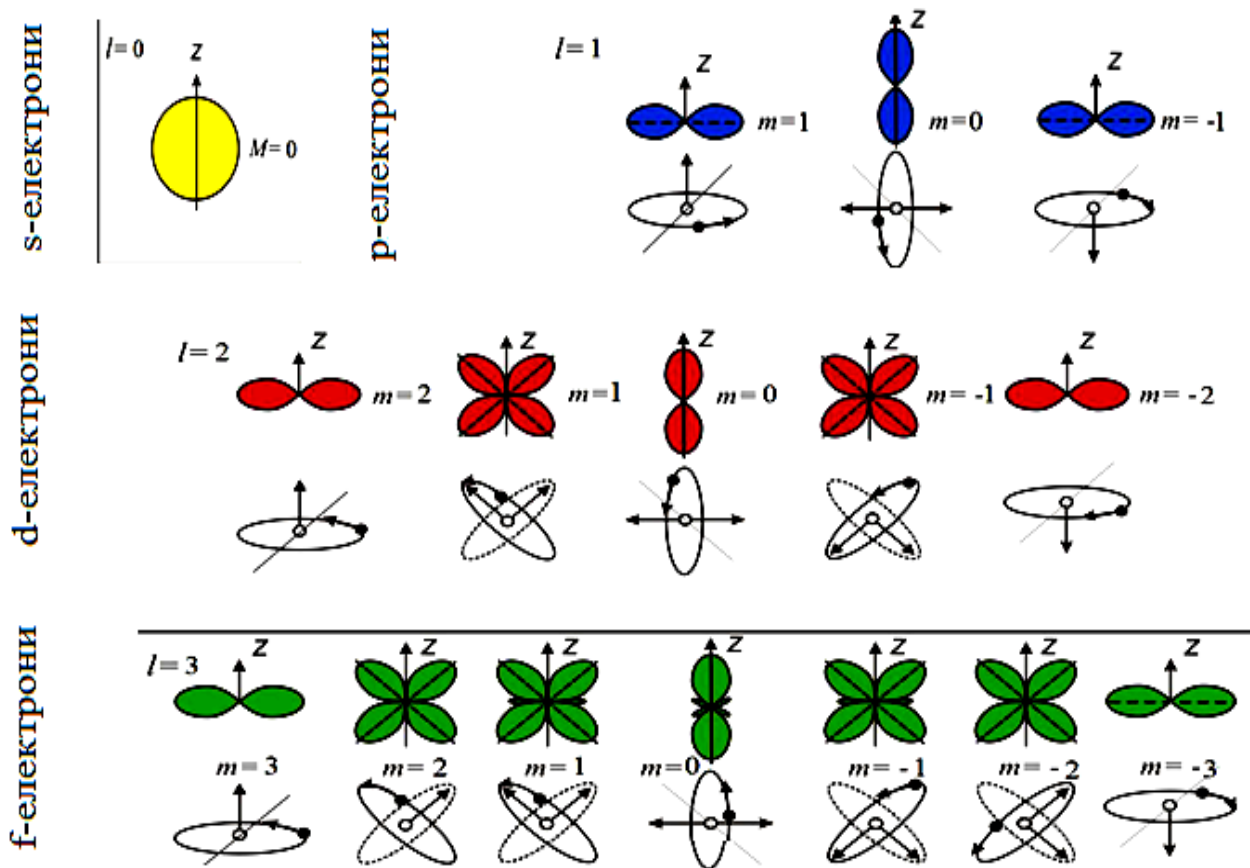 s-електрони
l=0
z
M=0
p-електрони
l=1
z
m=1
z
m=0
z
m= -1
d-електрони
l=2
z
m=2
z
m=1
z
m=0
z
m= -1
z
m= -2
f-електрони
l=3
z
z
z
z
z
z
z
m=3
m=2
m=1
m=0
m= -1
m= -2
m= -3